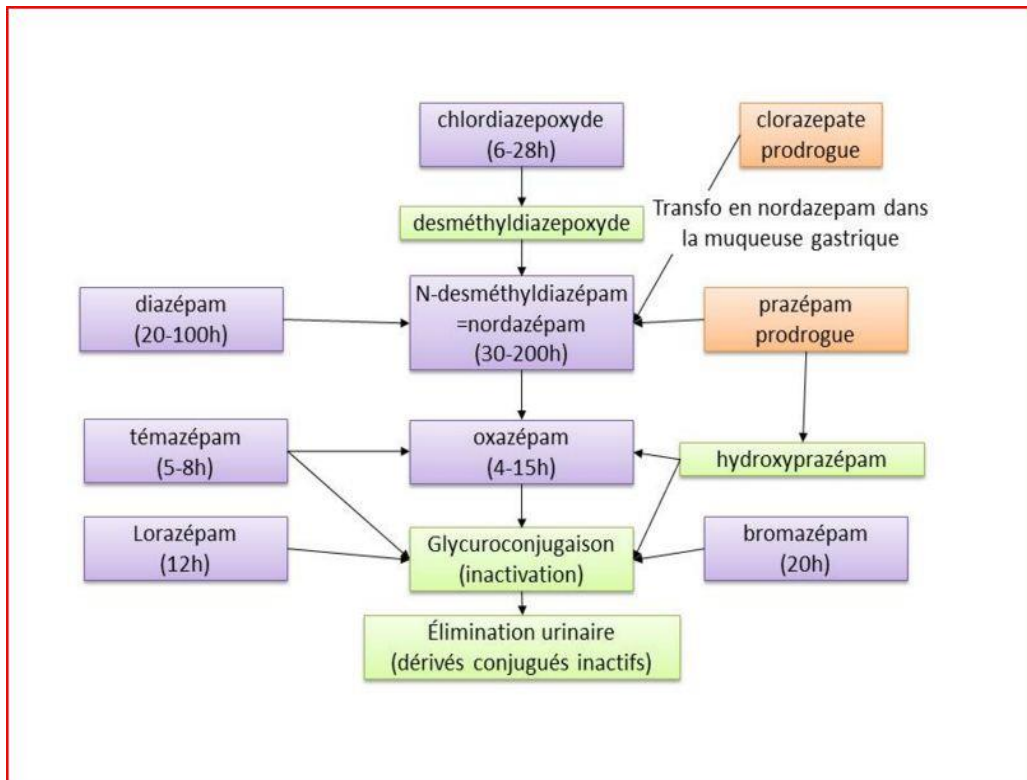 chlordiazepoxyde
(6-28h)
clorazepate
prodrogue
desméthyldiazepoxyde
Transfo en nordazepam dans
la muqueuse gastrique
diazépam
(20-100h)
N-desméthyldiazépam
=nordazépam
(30-200h)
prazépam
prodrogue
témazépam
(5-8h)
oxazépam
(4-15h)
hydroxyprazépam
Lorazépam
(12h)
Glycuroconjugaison
(inactivation)
bromazépam
(20h)
Élimination urinaire
(dérivés conjugués inactifs)